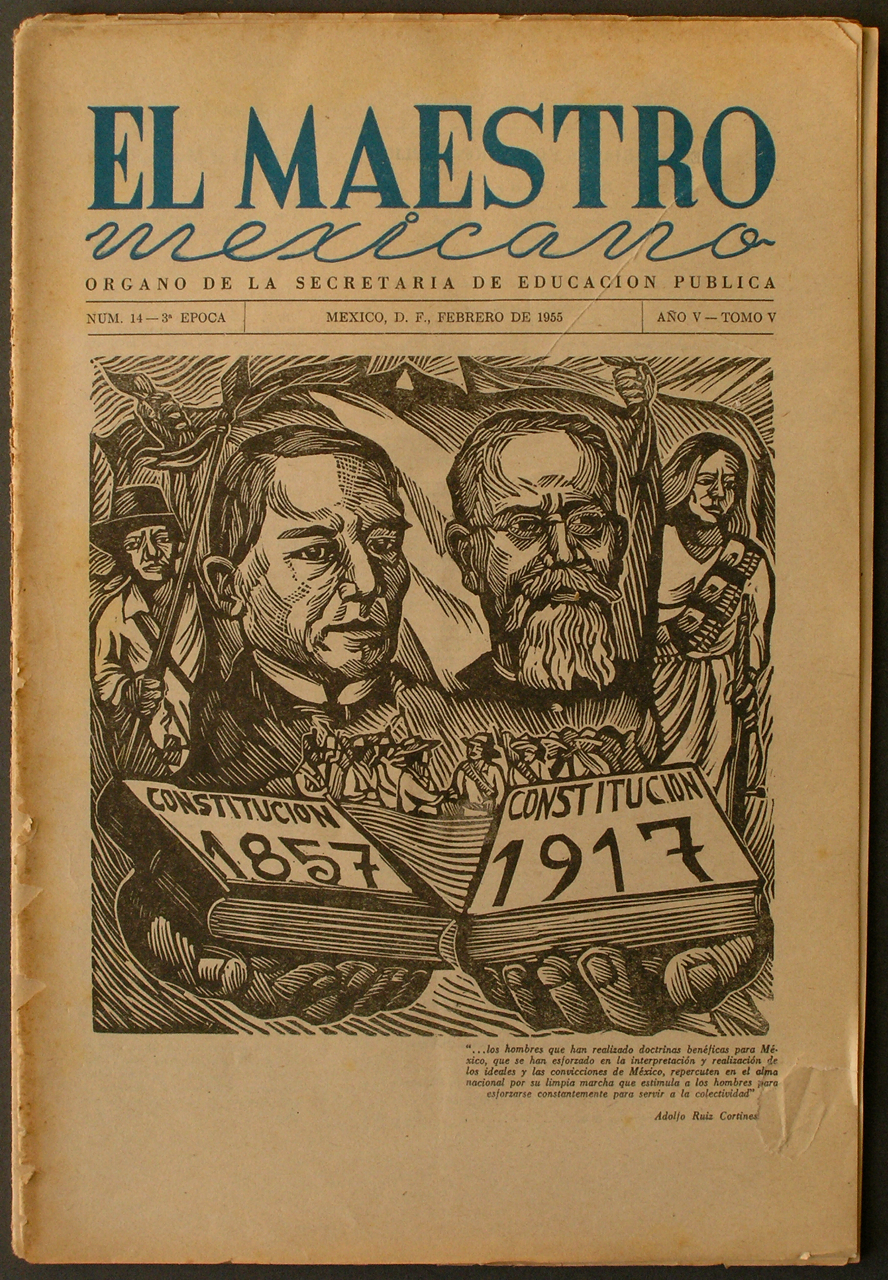 EL MAESTRO
mexicano
ORGANO DE LA SECRETARIA DE EDUCACION PUBLICA
NUM. 14 — 3ª EPOCA
MEXICO, D. F., FEBRERO DE 1955
AÑO V — TOMO V
CONSTITUCION
1857
CONSTITUCION
1917
"...los hombres que han realizado doctrinas benéficas para Mé-
xico, que se han esforzado en la interpretación y realización de
los ideales y las convicciones de México, repercuten en el alma
nacional por su limpia marcha que estimula a los hombres para
esforzarse constantemente para servir a la colectividad"
Adolfo Ruiz Cortines